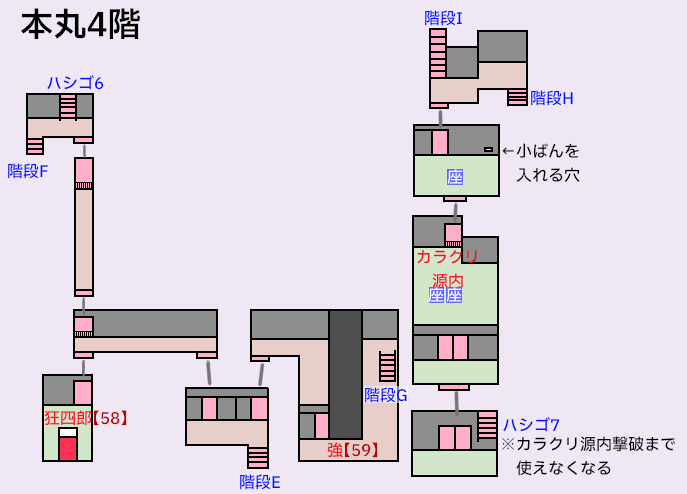 本丸4階
階段I
ハシゴ6
階段H
←小ばんを
入れる穴
階段F
座
カラクリ
源内
座座
階段G
狂四郎【58】
強【59】
階段E
ハシゴ7
※カラクリ源内撃破まで
使えなくなる